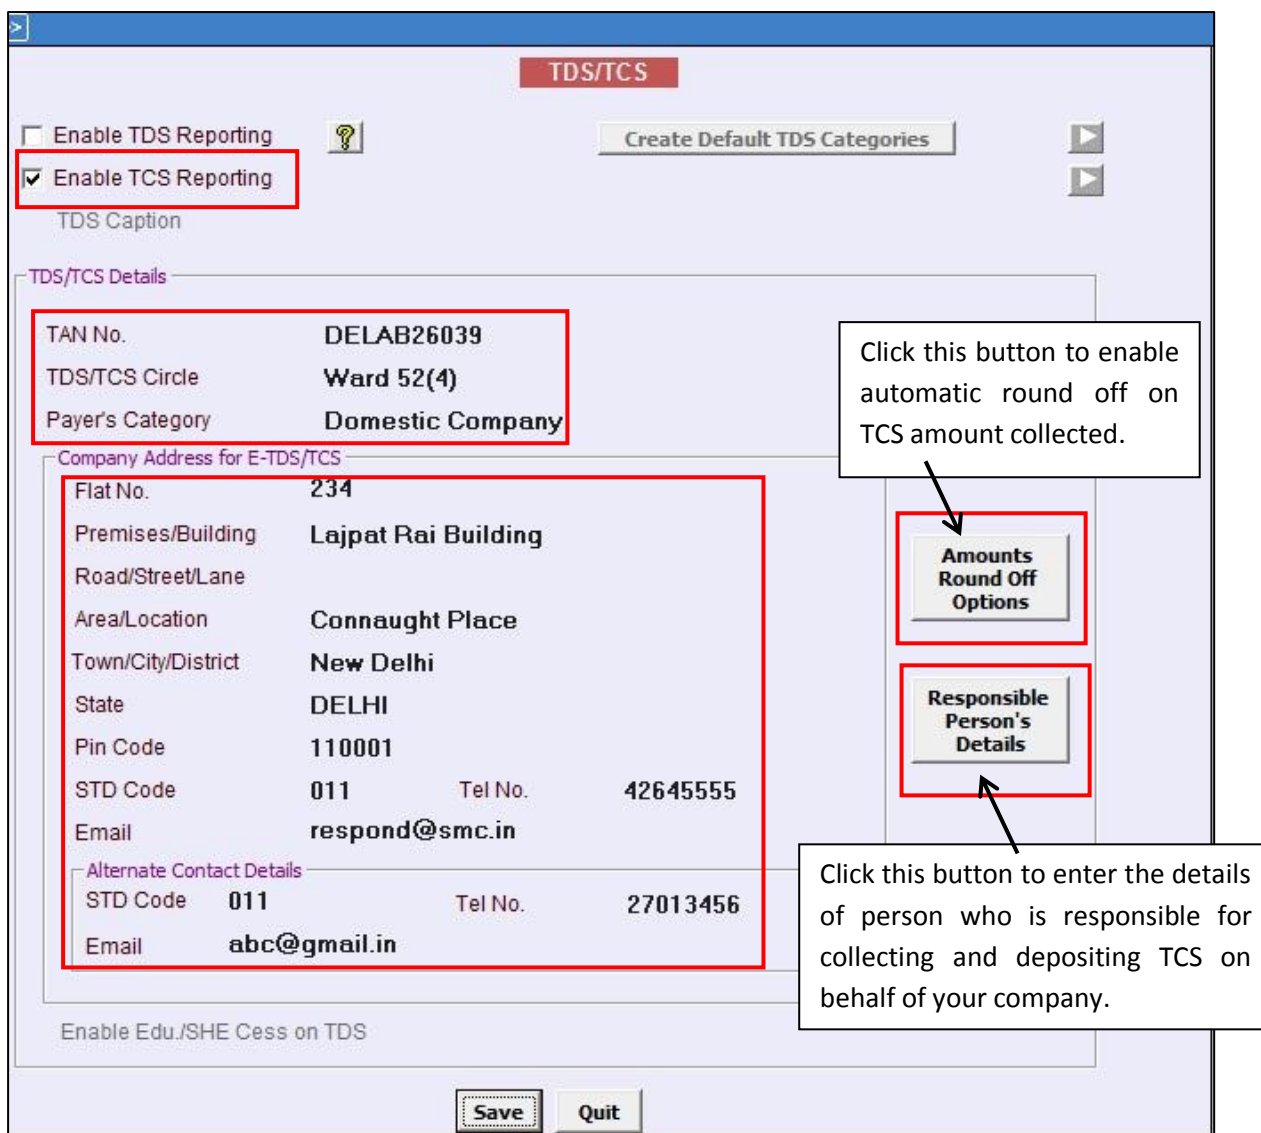 >
TDS/TCS
Enable TDS Reporting ? Create Default TDS Categories
Enable TCS Reporting
TDS Caption
TDS/TCS Details
TAN No. DELAB26039
TDS/TCS Circle Ward 52(4)
Payer's Category Domestic Company
Click this button to enable
automatic round off on
TCS amount collected.
Company Address for E-TDS/TCS
Flat No. 234
Premises/Building Lajpat Rai Building
Road/Street/Lane
Area/Location Connaught Place
Town/City/District New Delhi
State DELHI
Pin Code 110001
STD Code 011 Tel No. 42645555
Email respond@smc.in
Amounts
Round Off
Options
Responsible
Person's
Details
Alternate Contact Details
STD Code 011 Tel No. 27013456
Email abc@gmail.in
Click this button to enter the details
of person who is responsible for
collecting and depositing TCS on
behalf of your company.
Enable Edu./SHE Cess on TDS
Save Quit